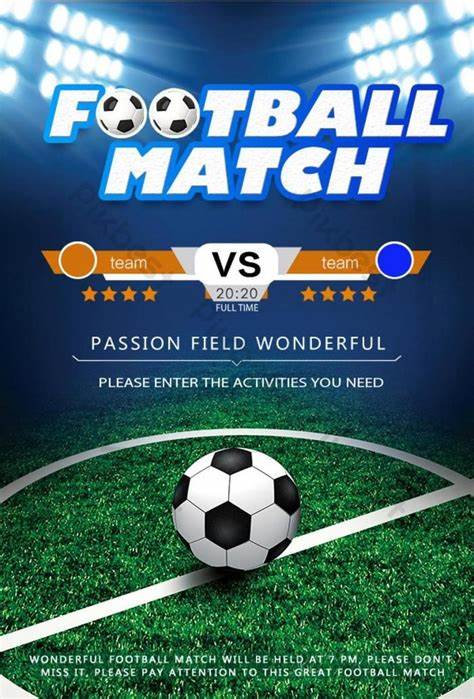 FOOTBALL
MATCH
team VS team
20:20
FULL TIME
PASSION FIELD WONDERFUL
PLEASE ENTER THE ACTIVITIES YOU NEED
WONDERFUL FOOTBALL MATCH WILL BE HELD AT 7 PM, PLEASE DON'T
MISS IT, PLEASE PAY ATTENTION TO THIS GREAT FOOTBALL MATCH